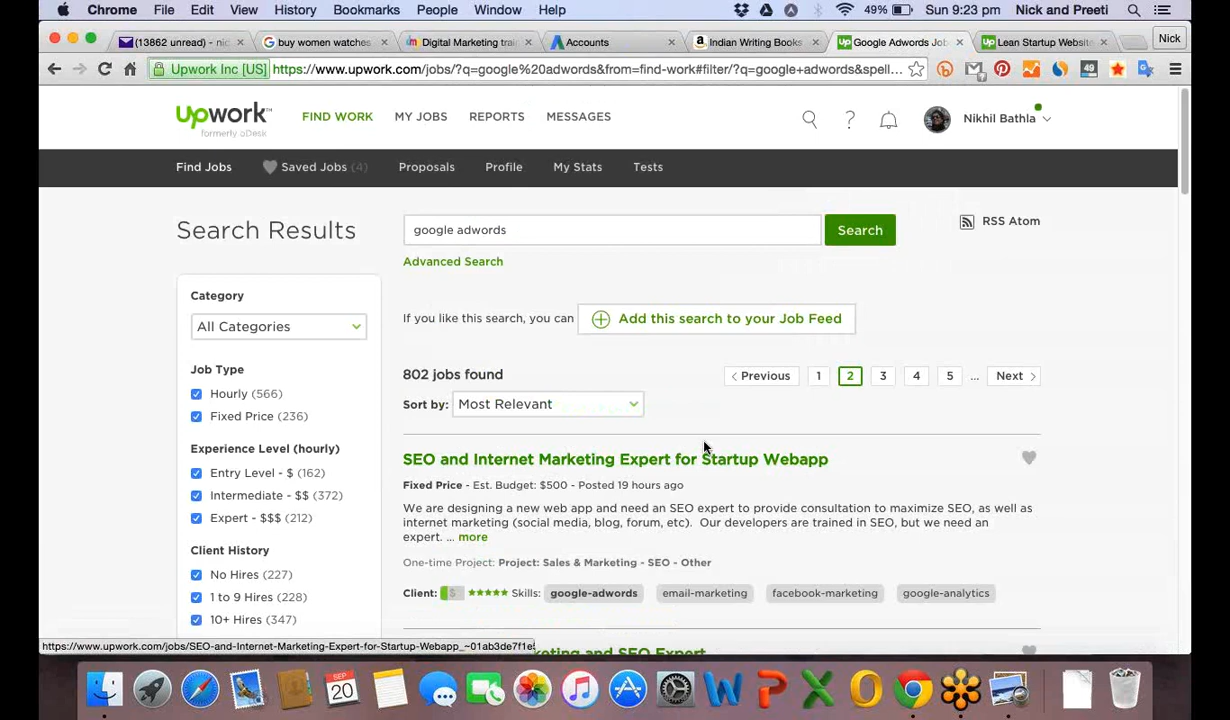 Chrome File Edit View History Bookmarks People Window Help 49% Sun 9:23 pm Nick and Preeti
(13862 unread) - ni
buy women watches
Digital Marketing trai
Accounts
Indian Writing Books
Google Adwords Job
Lean Startup Website
Nick
Upwork Inc [US] https://www.upwork.com/jobs/?q=google%20adwords&from=find-work#filter/?q=google+adwords&spell...
49
Upwork™
formerly oDesk
FIND WORK MY JOBS REPORTS MESSAGES
? Nikhil Bathla
Find Jobs Saved Jobs (4) Proposals Profile My Stats Tests
Search Results
google adwords
Search
RSS Atom
Advanced Search
Category
All Categories
Job Type
Hourly (566)
Fixed Price (236)
Experience Level (hourly)
Entry Level - $ (162)
Intermediate - $$ (372)
Expert - $$$ (212)
Client History
No Hires (227)
1 to 9 Hires (228)
10+ Hires (347)
If you like this search, you can Add this search to your Job Feed
802 jobs found
Previous 1 2 3 4 5 ... Next
Sort by: Most Relevant
SEO and Internet Marketing Expert for Startup Webapp
Fixed Price - Est. Budget: $500 - Posted 19 hours ago
We are designing a new web app and need an SEO expert to provide consultation to maximize SEO, as well as
internet marketing (social media, blog, forum, etc). Our developers are trained in SEO, but we need an
expert. ... more
One-time Project: Project: Sales & Marketing - SEO - Other
Client: $ Skills: google-adwords email-marketing facebook-marketing google-analytics
keting and SEO Expert
https://www.upwork.com/jobs/SEO-and-Internet-Marketing-Expert-for-Startup-Webapp_~01ab3de7f1e
SEP
20